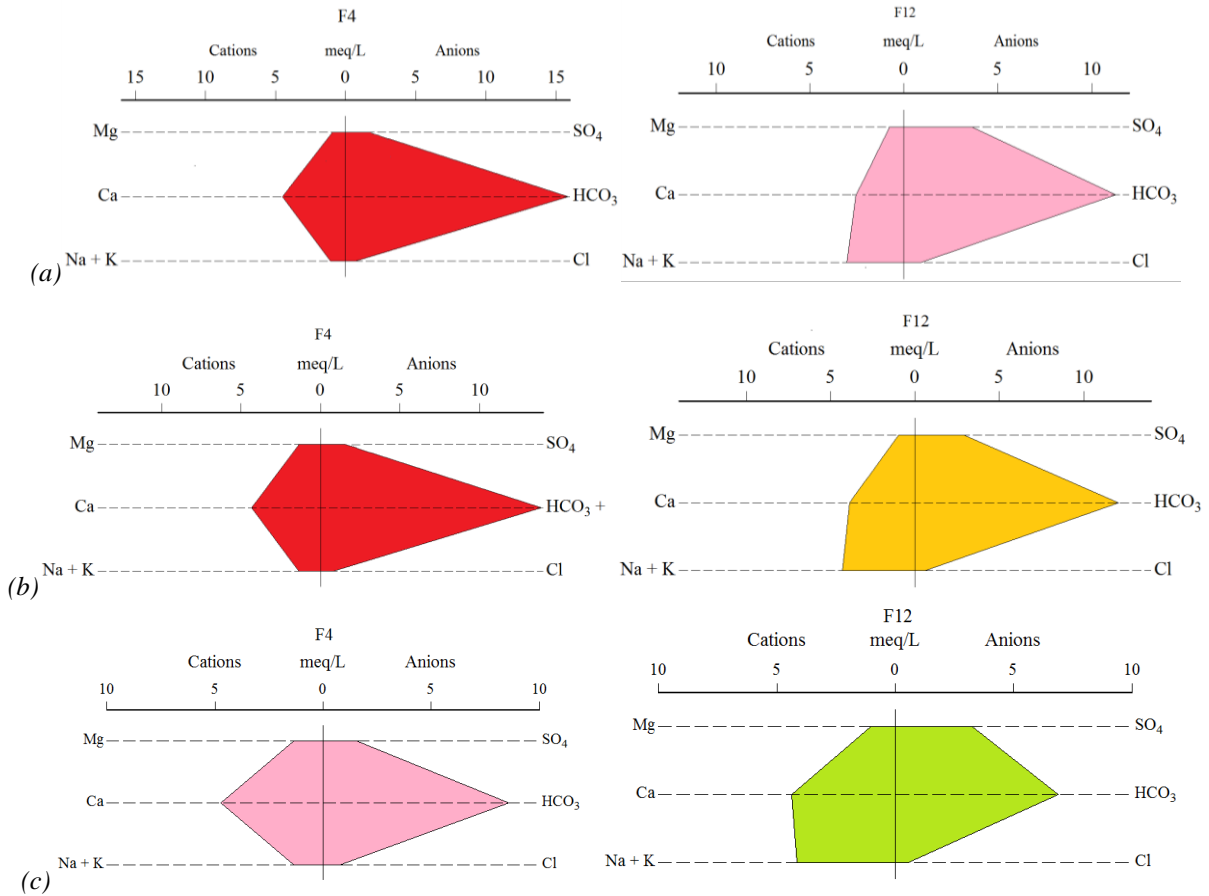 F4
Cations meq/L Anions
15 10 5 0 5 10 15
Mg SO4
Ca HCO3
Na + K Cl
(a)
F12
Cations meq/L Anions
10 5 0 5 10
Mg SO4
Ca HCO3
Na + K Cl
F4
Cations meq/L Anions
10 5 0 5 10
Mg SO4
Ca HCO3 +
Na + K Cl
(b)
F12
Cations meq/L Anions
10 5 0 5 10
Mg SO4
Ca HCO3
Na + K Cl
F4
Cations meq/L Anions
10 5 0 5 10
Mg SO4
Ca HCO3
Na + K Cl
(c)
F12
Cations meq/L Anions
10 5 0 5 10
Mg SO4
Ca HCO3
Na + K Cl